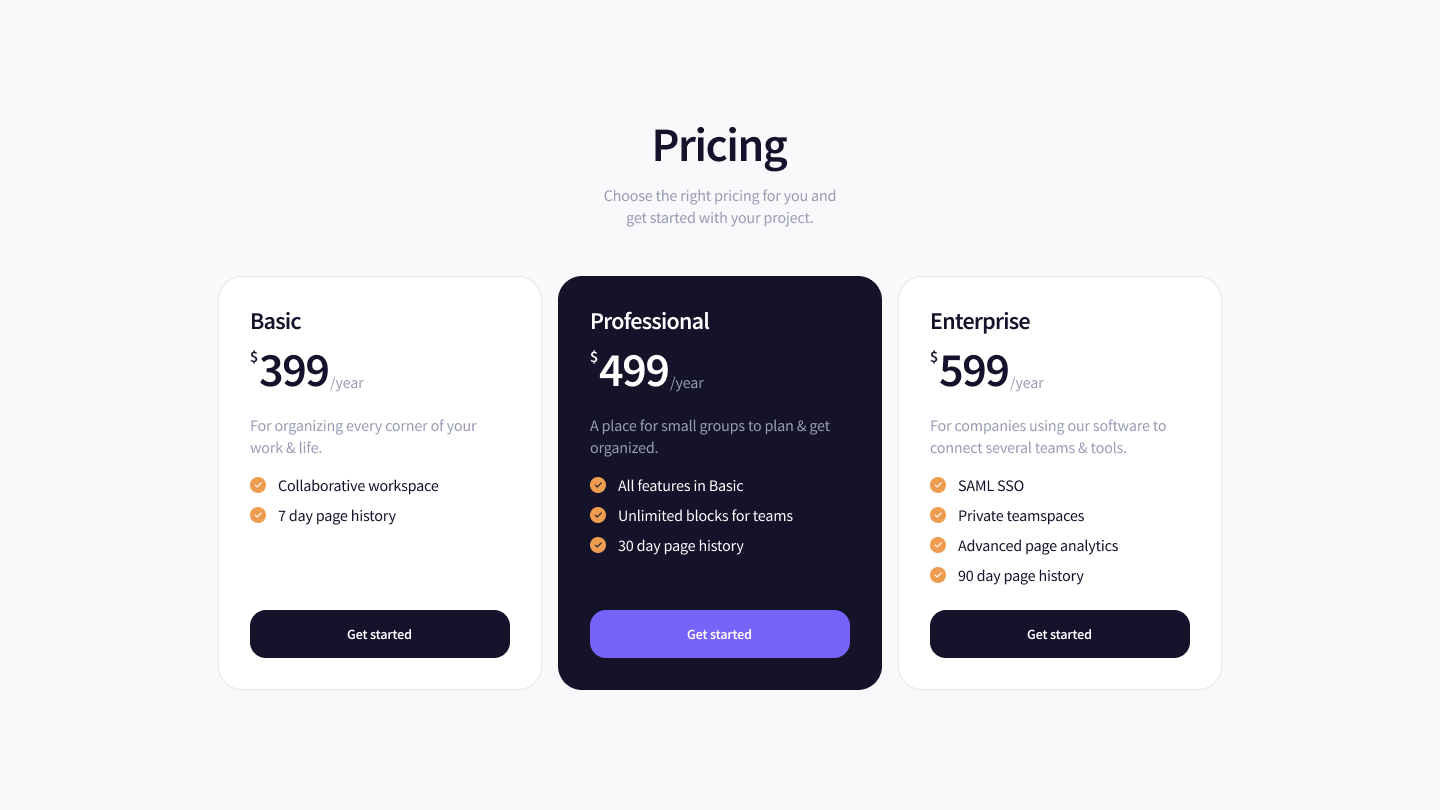 Pricing
Choose the right pricing for you and
get started with your project.
Basic
$399/year
For organizing every corner of your
work & life.
Collaborative workspace
7 day page history
Get started
Professional
$499/year
A place for small groups to plan & get
organized.
All features in Basic
Unlimited blocks for teams
30 day page history
Get started
Enterprise
$599/year
For companies using our software to
connect several teams & tools.
SAML SSO
Private teamspaces
Advanced page analytics
90 day page history
Get started